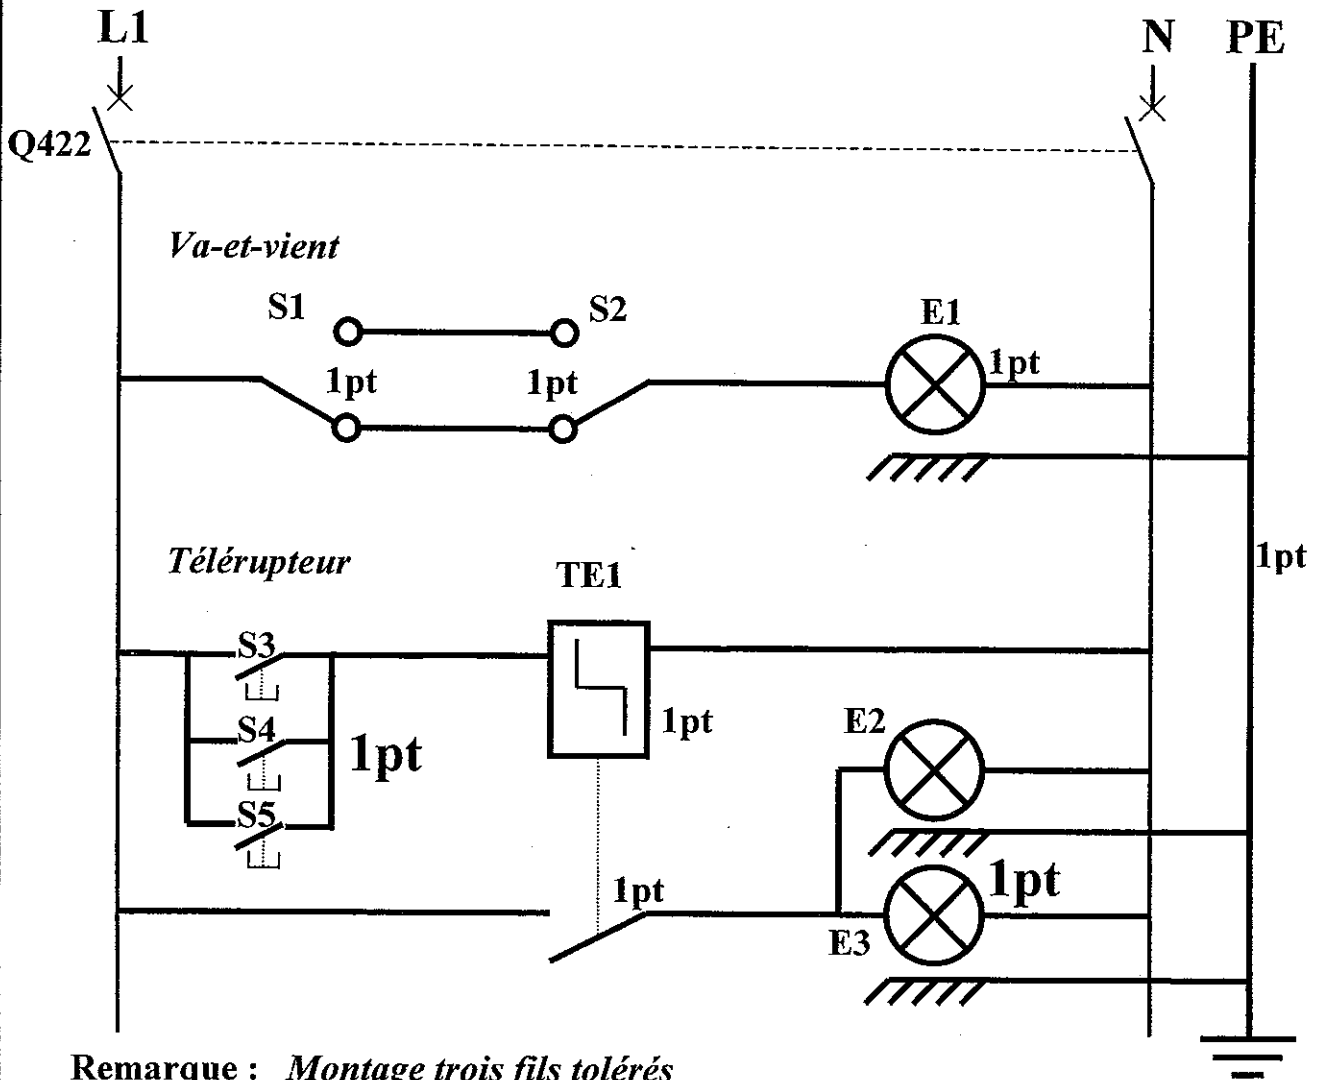 L1
N PE
Q422
Va-et-vient
S1 S2 E1
1pt 1pt 1pt
Télérupteur TE1 1pt
S3
1pt E2
S4
1pt
S5
1pt 1pt
E3
Remarque : Montage trois fils tolérés